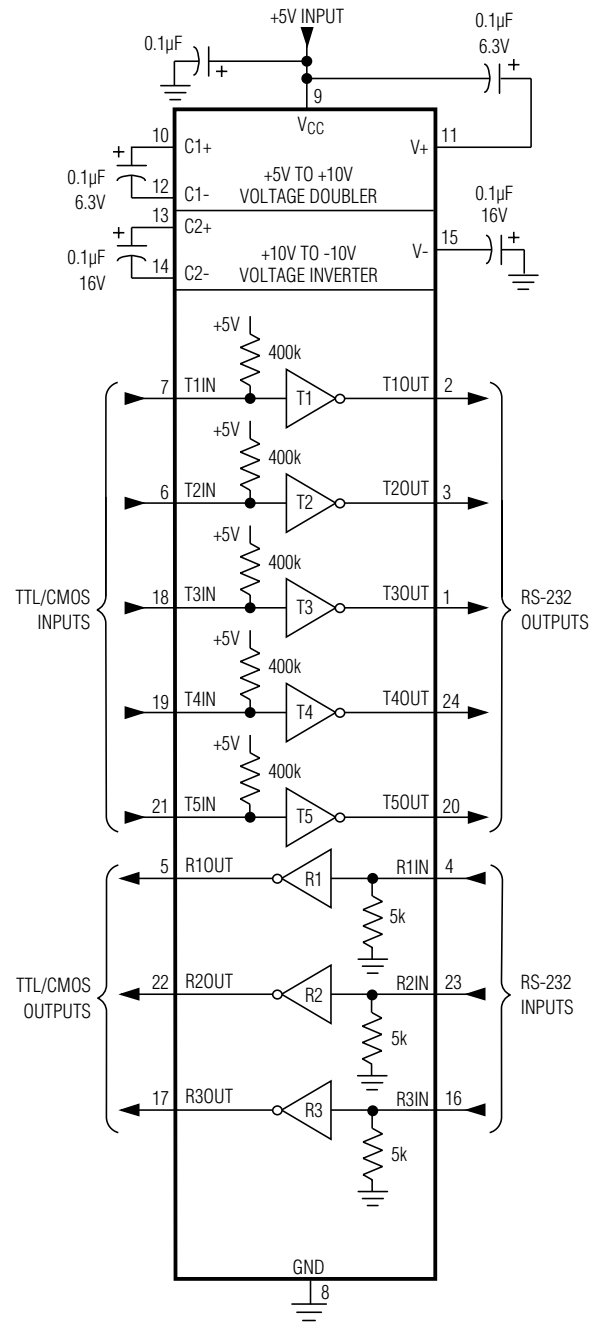 +5V INPUT
0.1µF
0.1µF
6.3V
+
+
9
VCC
10
C1+
11
V+
+
0.1µF
6.3V
+5V TO +10V
VOLTAGE DOUBLER
12
C1-
0.1µF
16V
13
C2+
+
0.1µF
16V
+10V TO -10V
VOLTAGE INVERTER
15
V-
+
14
C2-
+5V
400k
7
T1IN
T1
T1OUT
2
+5V
400k
6
T2IN
T2
T2OUT
3
+5V
400k
TTL/CMOS
INPUTS
18
T3IN
T3
T3OUT
1
RS-232
OUTPUTS
+5V
400k
19
T4IN
T4
T4OUT
24
+5V
400k
21
T5IN
T5
T5OUT
20
5
R1OUT
R1
R1IN
4
5k
TTL/CMOS
OUTPUTS
22
R2OUT
R2
R2IN
23
RS-232
INPUTS
5k
17
R3OUT
R3
R3IN
16
5k
GND
8